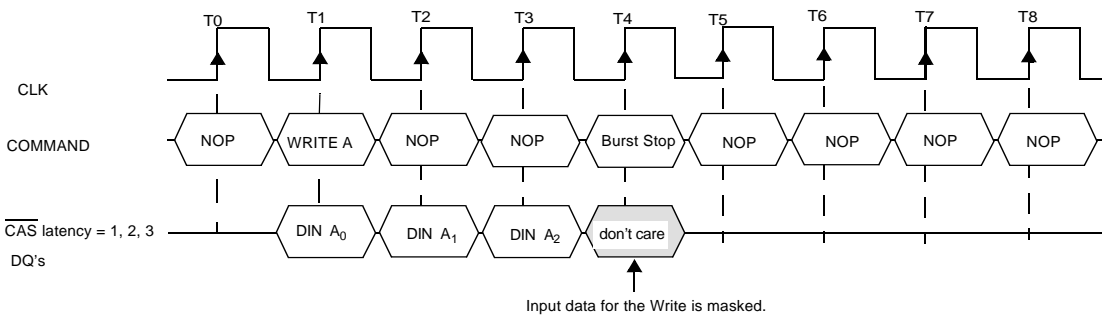 T0 T1 T2 T3 T4 T5 T6 T7 T8
CLK
COMMAND NOP WRITE A NOP NOP Burst Stop NOP NOP NOP NOP
CAS latency = 1, 2, 3 DIN A0 DIN A1 DIN A2 don't care
DQ's
Input data for the Write is masked.